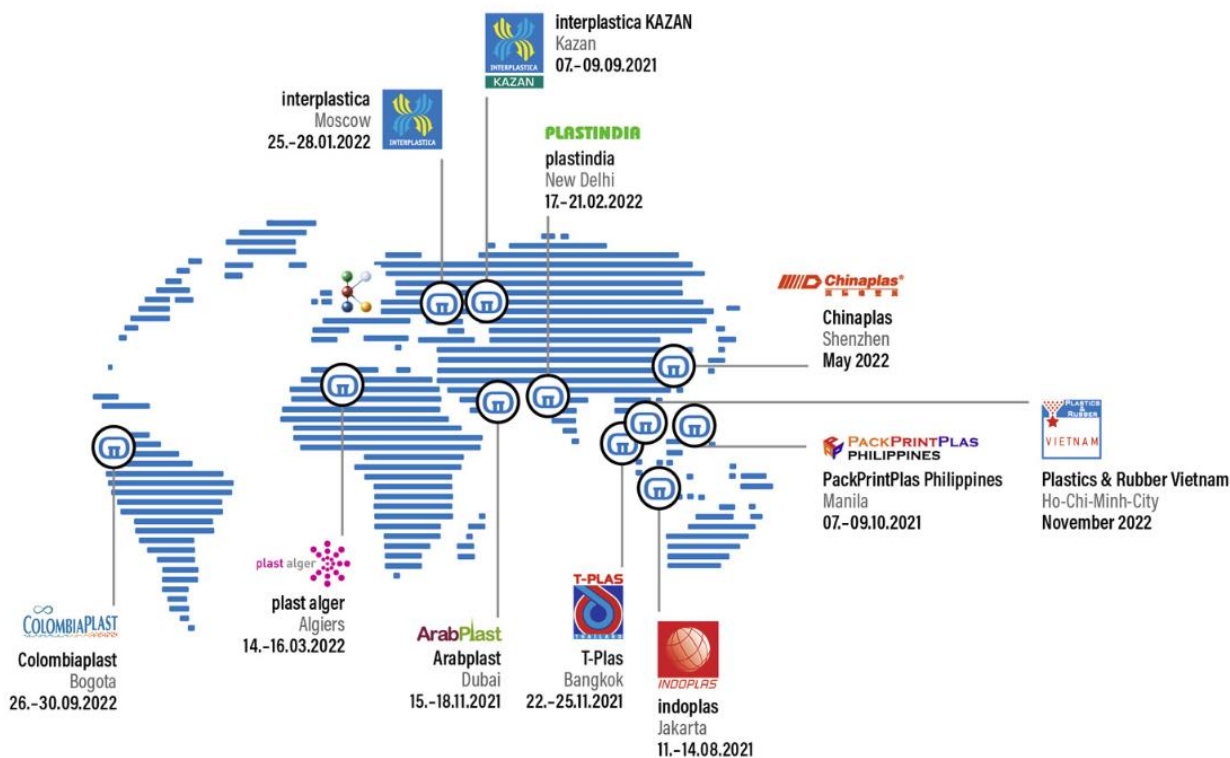 INTERPLASTICA
KAZAN
interplastica KAZAN
Kazan
07.–09.09.2021
interplastica
Moscow
25.–28.01.2022
INTERPLASTICA
PLASTINDIA
plastindia
New Delhi
17.–21.02.2022
Chinaplas®
Chinaplas
Shenzhen
May 2022
PACKPRINTPLAS
PHILIPPINES
PackPrintPlas Philippines
Manila
07.–09.10.2021
PLASTICS
& RUBBER
VIETNAM
Plastics & Rubber Vietnam
Ho-Chi-Minh-City
November 2022
COLOMBIAPLAST
Colombiaplast
Bogota
26.–30.09.2022
plast alger
plast alger
Algiers
14.–16.03.2022
ArabPlast
Arabplast
Dubai
15.–18.11.2021
T-PLAS
THAILAND
T-Plas
Bangkok
22.–25.11.2021
INDOPLAS
indoplas
Jakarta
11.–14.08.2021